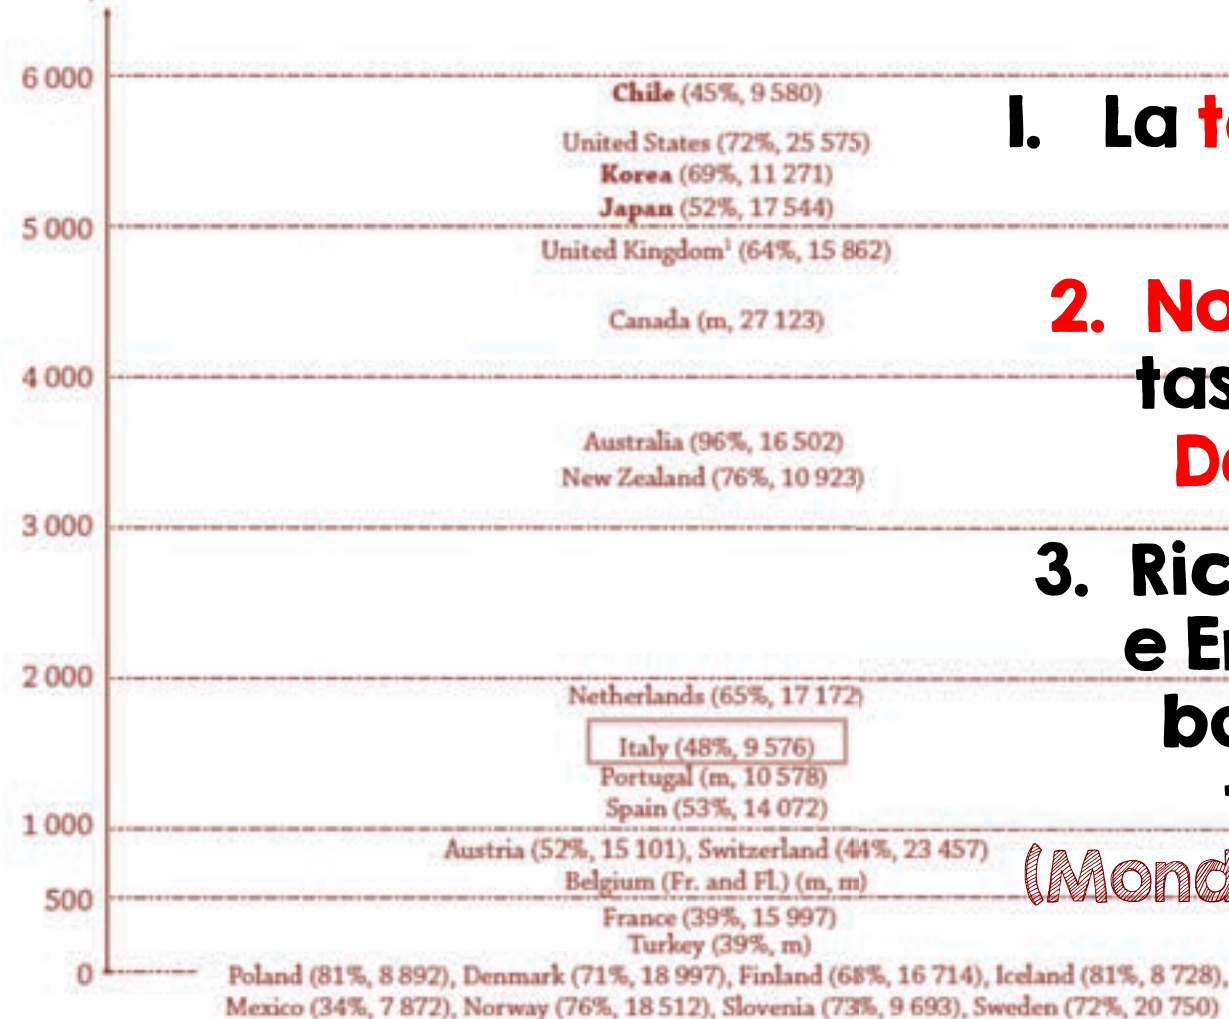 6 000
Chile (45%, 9 580)
1. La
United States (72%, 25 575)
Korea (69%, 11 271)
Japan (52%, 17 544)
5 000
United Kingdom¹ (64%, 15 862)
2. No
Canada (m, 27 123)
4 000
tas
Australia (96%, 16 502)
New Zealand (76%, 10 923)
3 000
3. Ric
e
2 000
Netherlands (65%, 17 172)
Italy (48%, 9 576)
Portugal (m, 10 578)
Spain (53%, 14 072)
1 000
Austria (52%, 15 101), Switzerland (44%, 23 457)
(Mond
Belgium (Fr. and Fl.) (m, m)
500
France (39%, 15 997)
Turkey (39%, m)
0
Poland (81%, 8 892), Denmark (71%, 18 997), Finland (68%, 16 714), Iceland (81%, 8 728),
Mexico (34%, 7 872), Norway (76%, 18 512), Slovenia (73%, 9 693), Sweden (72%, 20 750)